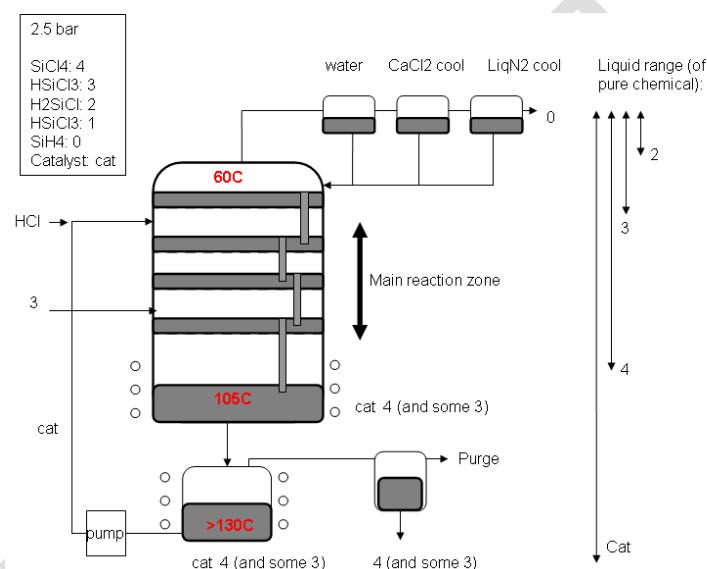 2.5 bar
SiCl4: 4
HSiCl3: 3
H2SiCl: 2
HSiCl3: 1
SiH4: 0
Catalyst: cat
water
CaCl2 cool
LiqN2 cool
Liquid range (of
pure chemical):
0
2
3
4
Cat
60C
HCl
Main reaction zone
3
105C
cat 4 (and some 3)
cat
Purge
pump
>130C
cat 4 (and some 3)
4 (and some 3)